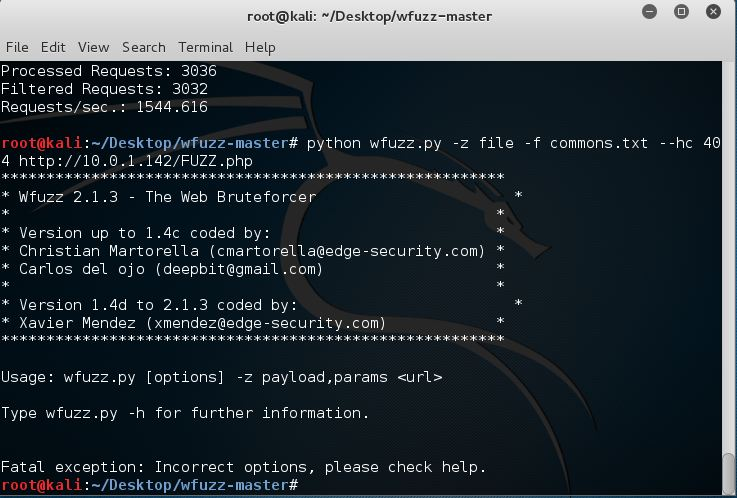 root@kali: ~/Desktop/wfuzz-master
File Edit View Search Terminal Help
Processed Requests: 3036
Filtered Requests: 3032
Requests/sec.: 1544.616
root@kali:~/Desktop/wfuzz-master# python wfuzz.py -z file -f commons.txt --hc 40
4 http://10.0.1.142/FUZZ.php
********************************************************
* Wfuzz 2.1.3 - The Web Bruteforcer                      *
*                                                      *
* Version up to 1.4c coded by:                         *
* Christian Martorella (cmartorella@edge-security.com) *
* Carlos del ojo (deepbit@gmail.com)                   *
*                                                      *
* Version 1.4d to 2.1.3 coded by:                        *
* Xavier Mendez (xmendez@edge-security.com)            *
********************************************************
Usage: wfuzz.py [options] -z payload,params <url>
Type wfuzz.py -h for further information.
Fatal exception: Incorrect options, please check help.
root@kali:~/Desktop/wfuzz-master#